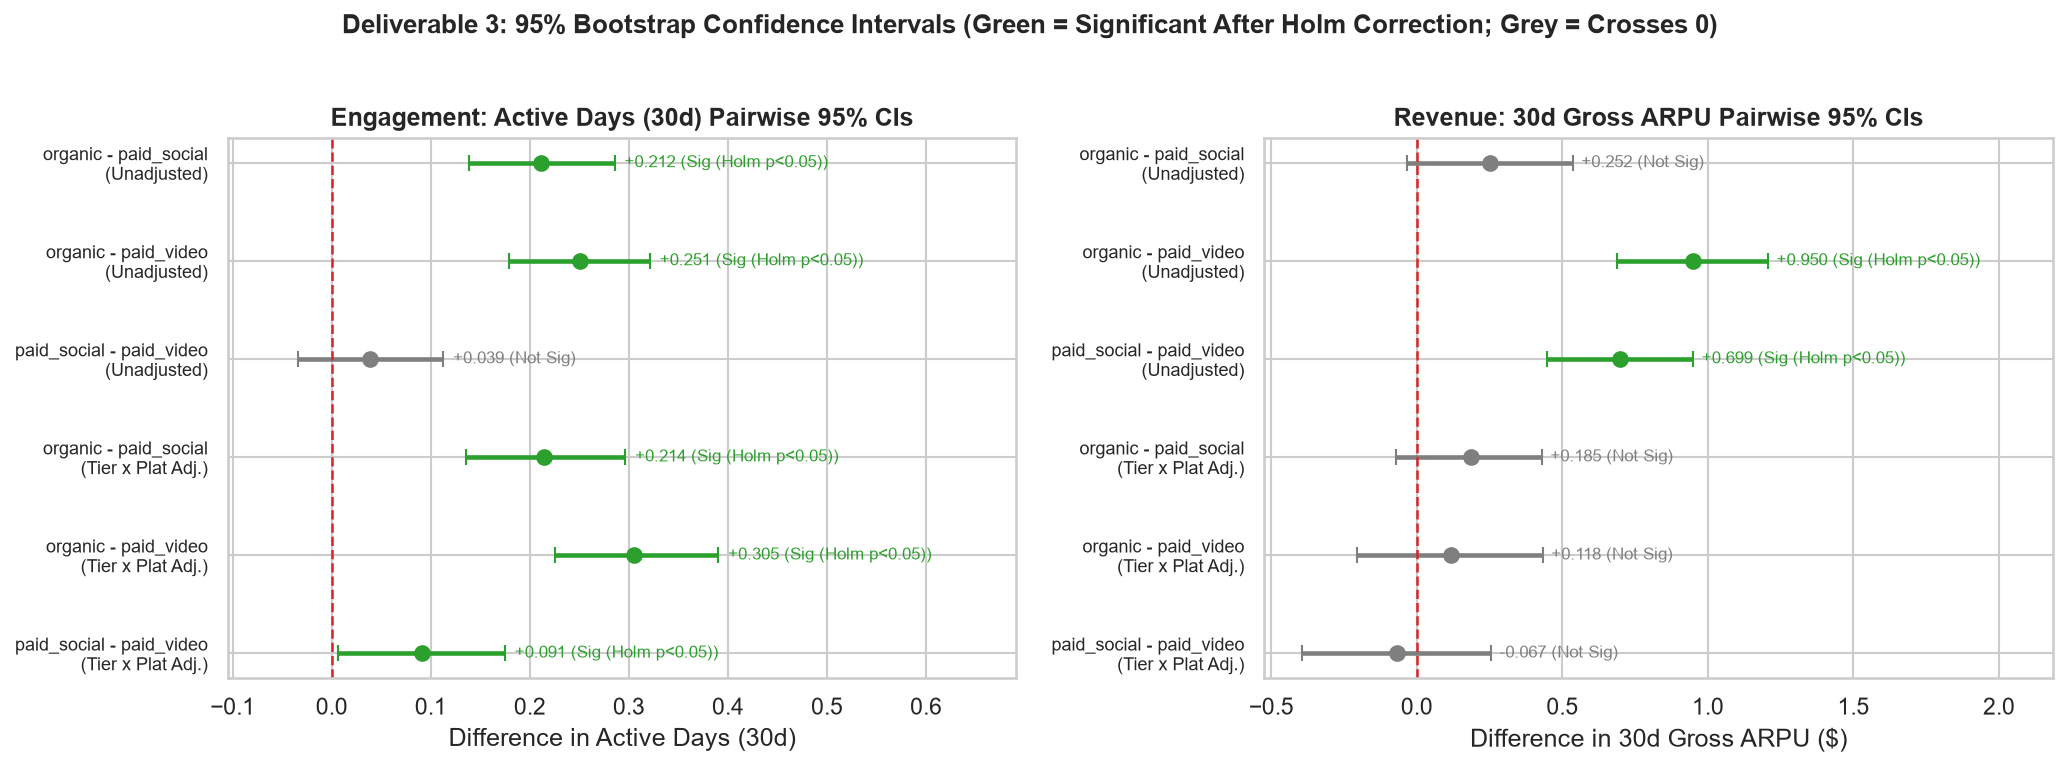 Deliverable 3: 95% Bootstrap Confidence Intervals (Green = Significant After Holm Correction; Grey = Crosses 0)
Engagement: Active Days (30d) Pairwise 95% CIs
organic - paid_social
(Unadjusted)
+0.212 (Sig (Holm p<0.05))
organic - paid_video
(Unadjusted)
+0.251 (Sig (Holm p<0.05))
paid_social - paid_video
(Unadjusted)
+0.039 (Not Sig)
organic - paid_social
(Tier x Plat Adj.)
+0.214 (Sig (Holm p<0.05))
organic - paid_video
(Tier x Plat Adj.)
+0.305 (Sig (Holm p<0.05))
paid_social - paid_video
(Tier x Plat Adj.)
+0.091 (Sig (Holm p<0.05))
−0.1 0.0 0.1 0.2 0.3 0.4 0.5 0.6
Difference in Active Days (30d)
Revenue: 30d Gross ARPU Pairwise 95% CIs
organic - paid_social
(Unadjusted)
+0.252 (Not Sig)
organic - paid_video
(Unadjusted)
+0.950 (Sig (Holm p<0.05))
paid_social - paid_video
(Unadjusted)
+0.699 (Sig (Holm p<0.05))
organic - paid_social
(Tier x Plat Adj.)
+0.185 (Not Sig)
organic - paid_video
(Tier x Plat Adj.)
+0.118 (Not Sig)
paid_social - paid_video
(Tier x Plat Adj.)
-0.067 (Not Sig)
−0.5 0.0 0.5 1.0 1.5 2.0
Difference in 30d Gross ARPU ($)